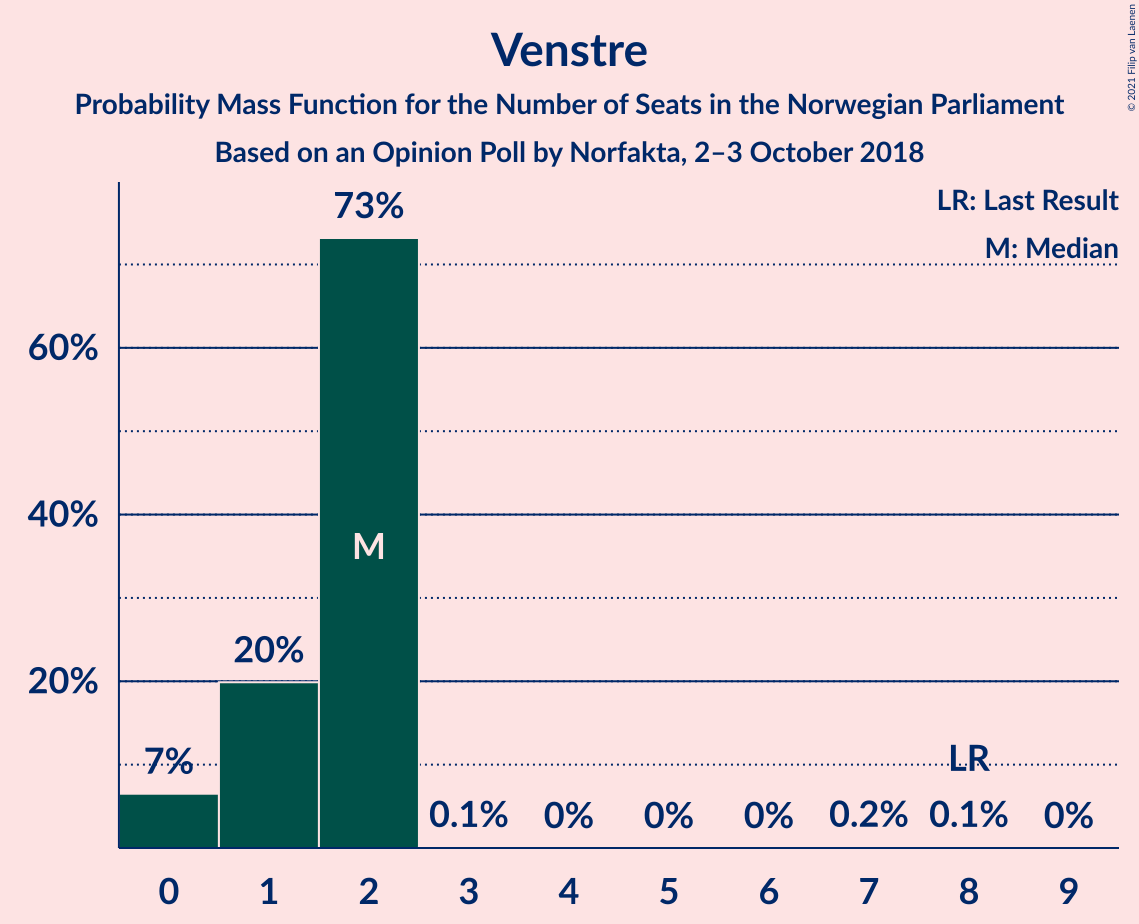 Venstre
Probability Mass Function for the Number of Seats in the Norwegian Parliament
Based on an Opinion Poll by Norfakta, 2–3 October 2018
© 2021 Filip van Laenen
LR: Last Result
M: Median
73%
60%
40%
M
20%
20%
7%
LR
0.1%
0%
0%
0%
0.2%
0.1%
0%
0
1
2
3
4
5
6
7
8
9